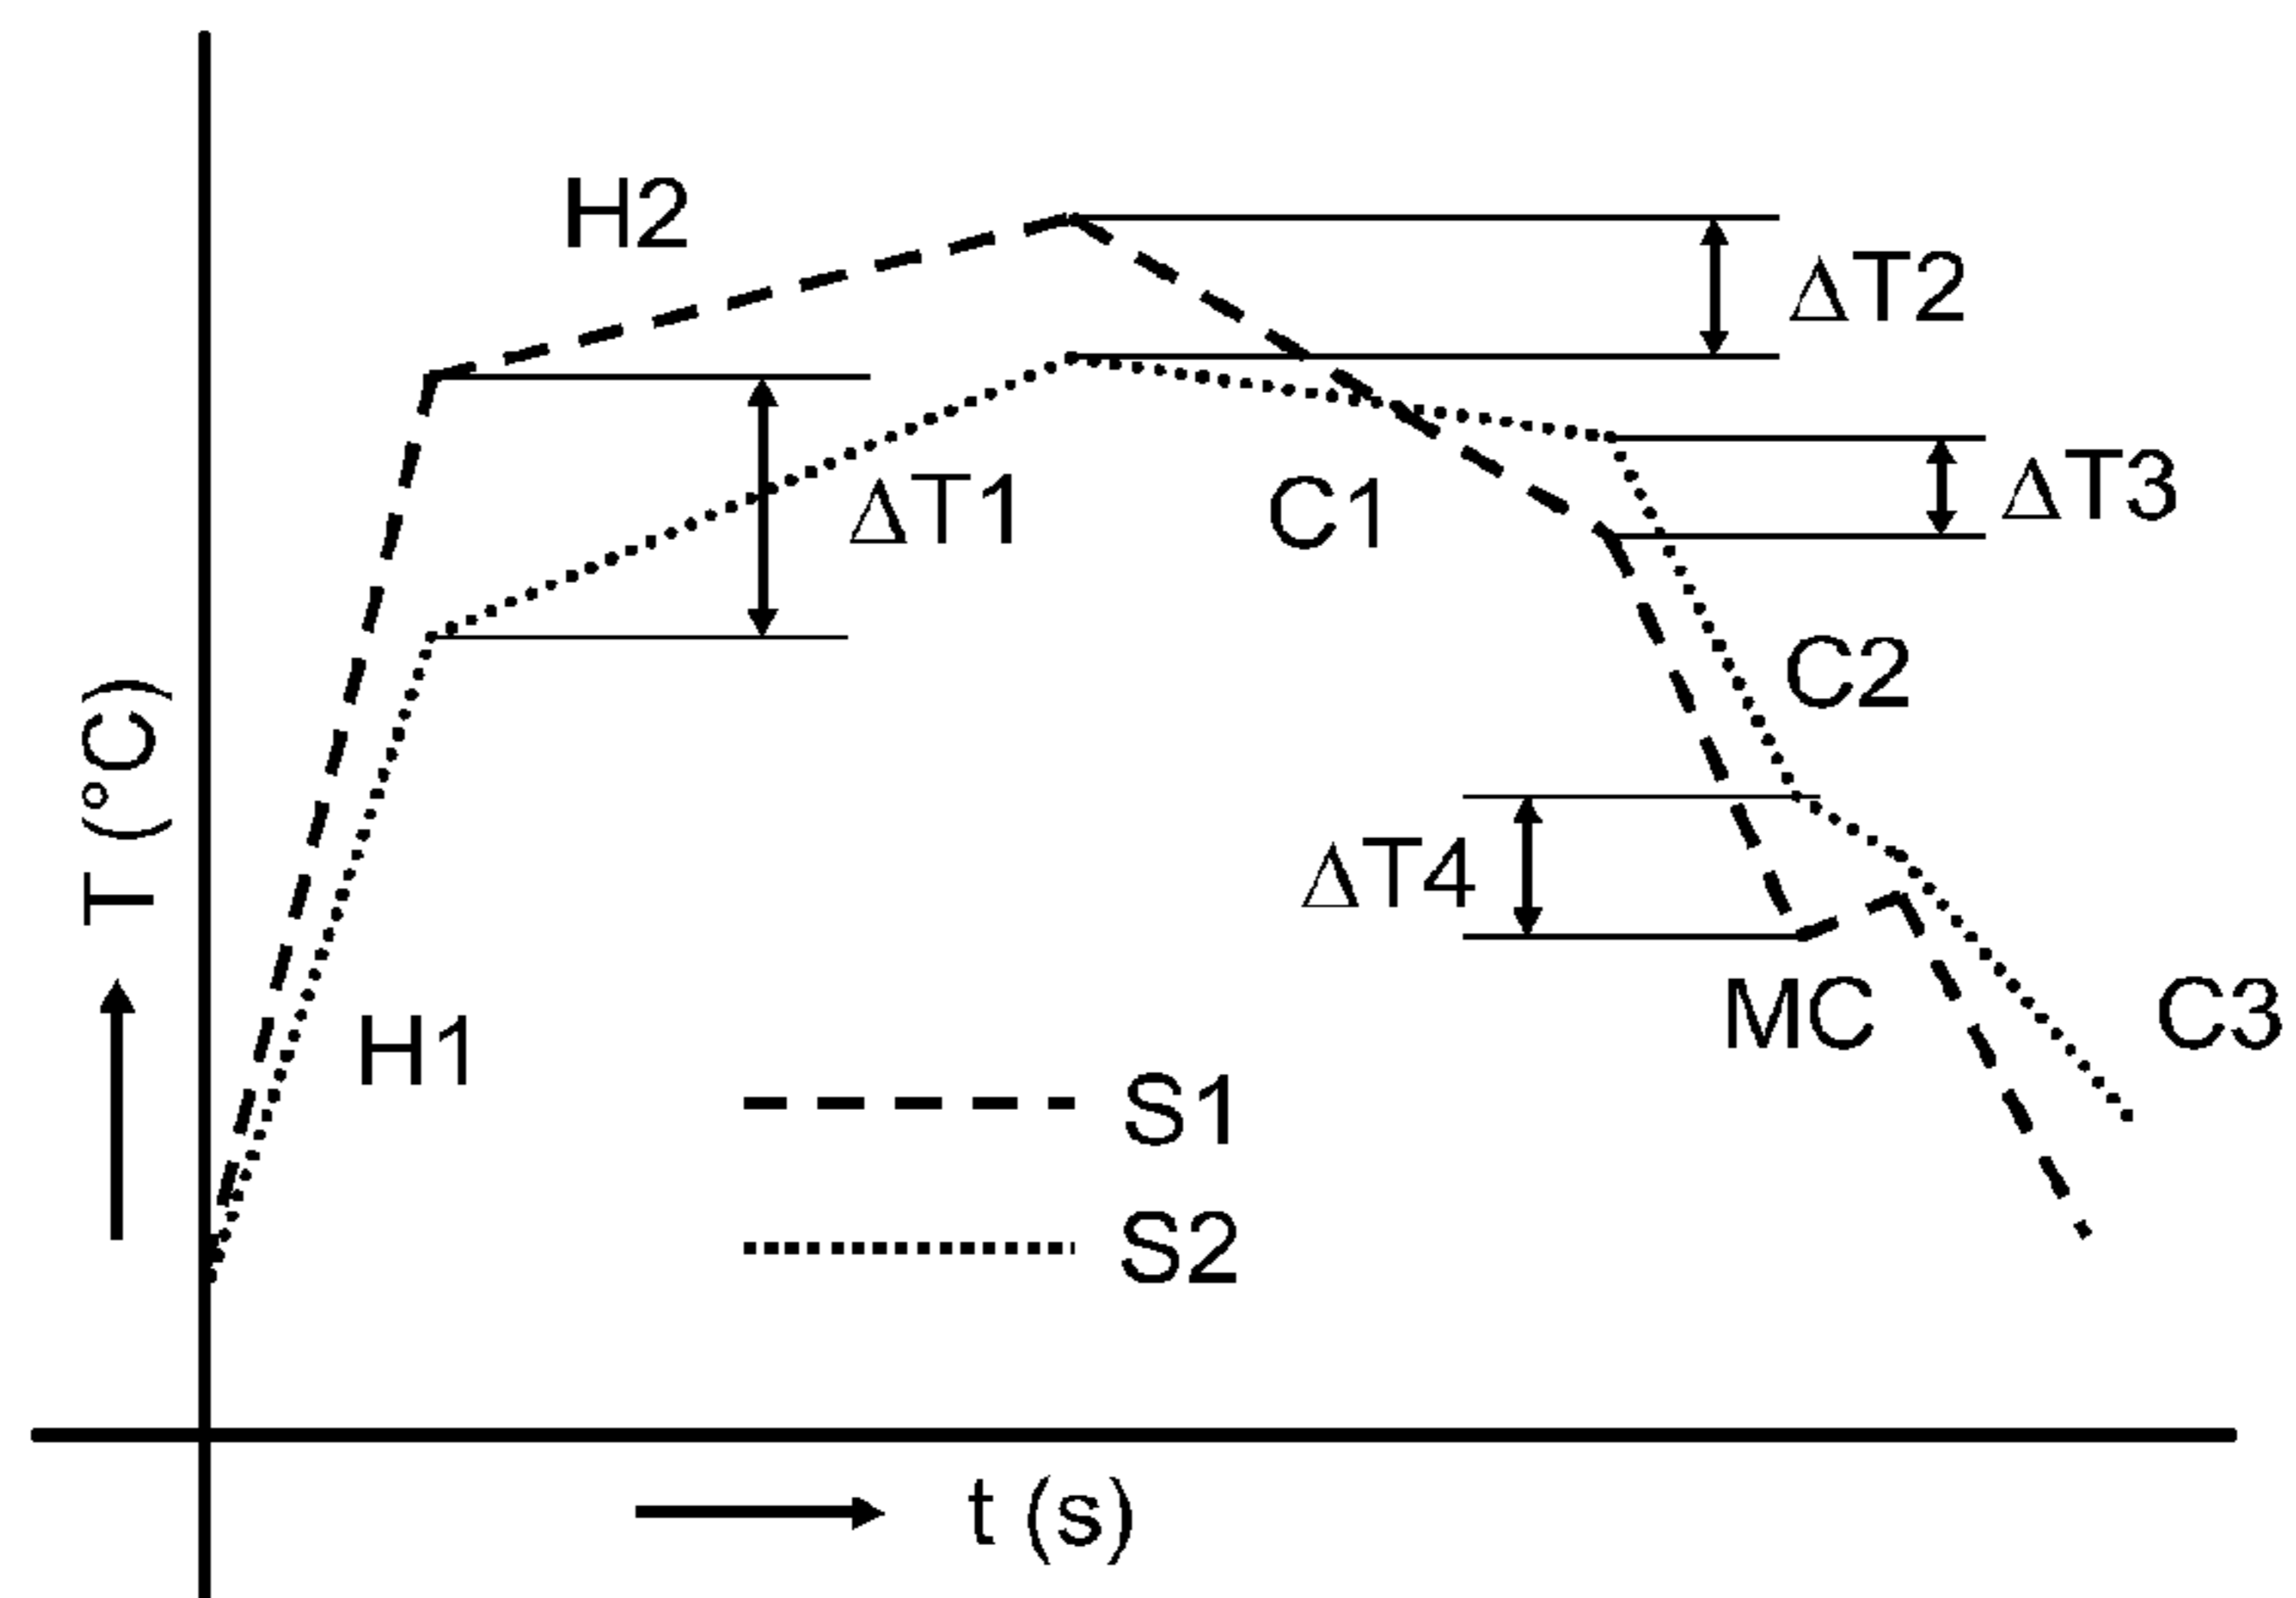 H2
ΔT2
ΔT1
C1
ΔT3
C2
T (°C)
ΔT4
MC
C3
H1
S1
S2
t (s)